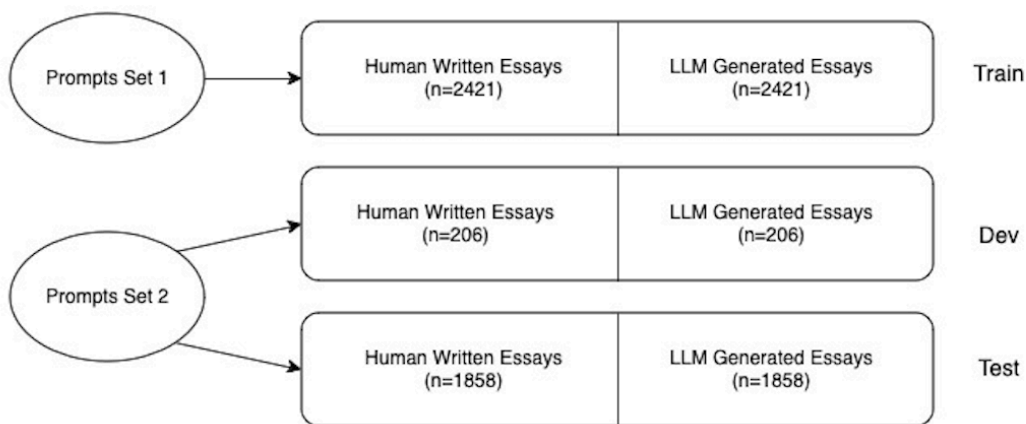 Prompts Set 1
Human Written Essays
(n=2421)
LLM Generated Essays
(n=2421)
Train
Prompts Set 2
Human Written Essays
(n=206)
LLM Generated Essays
(n=206)
Dev
Human Written Essays
(n=1858)
LLM Generated Essays
(n=1858)
Test